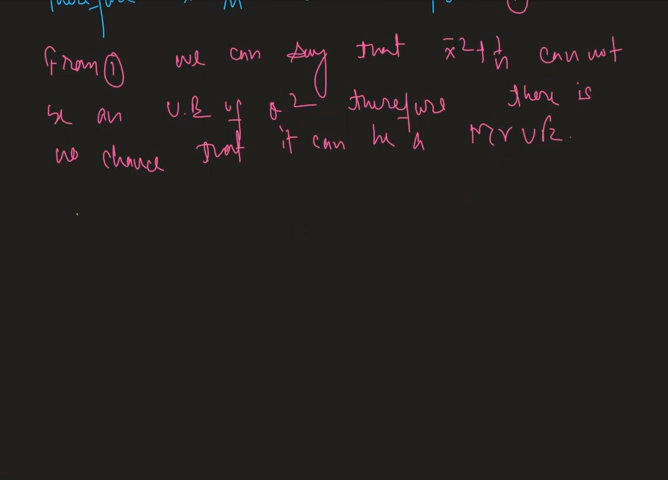 Therefore
From ① we can say that x̄²+1/n can not
be an U.B of θ2 therefore there is
no chance that it can be a MVUE.